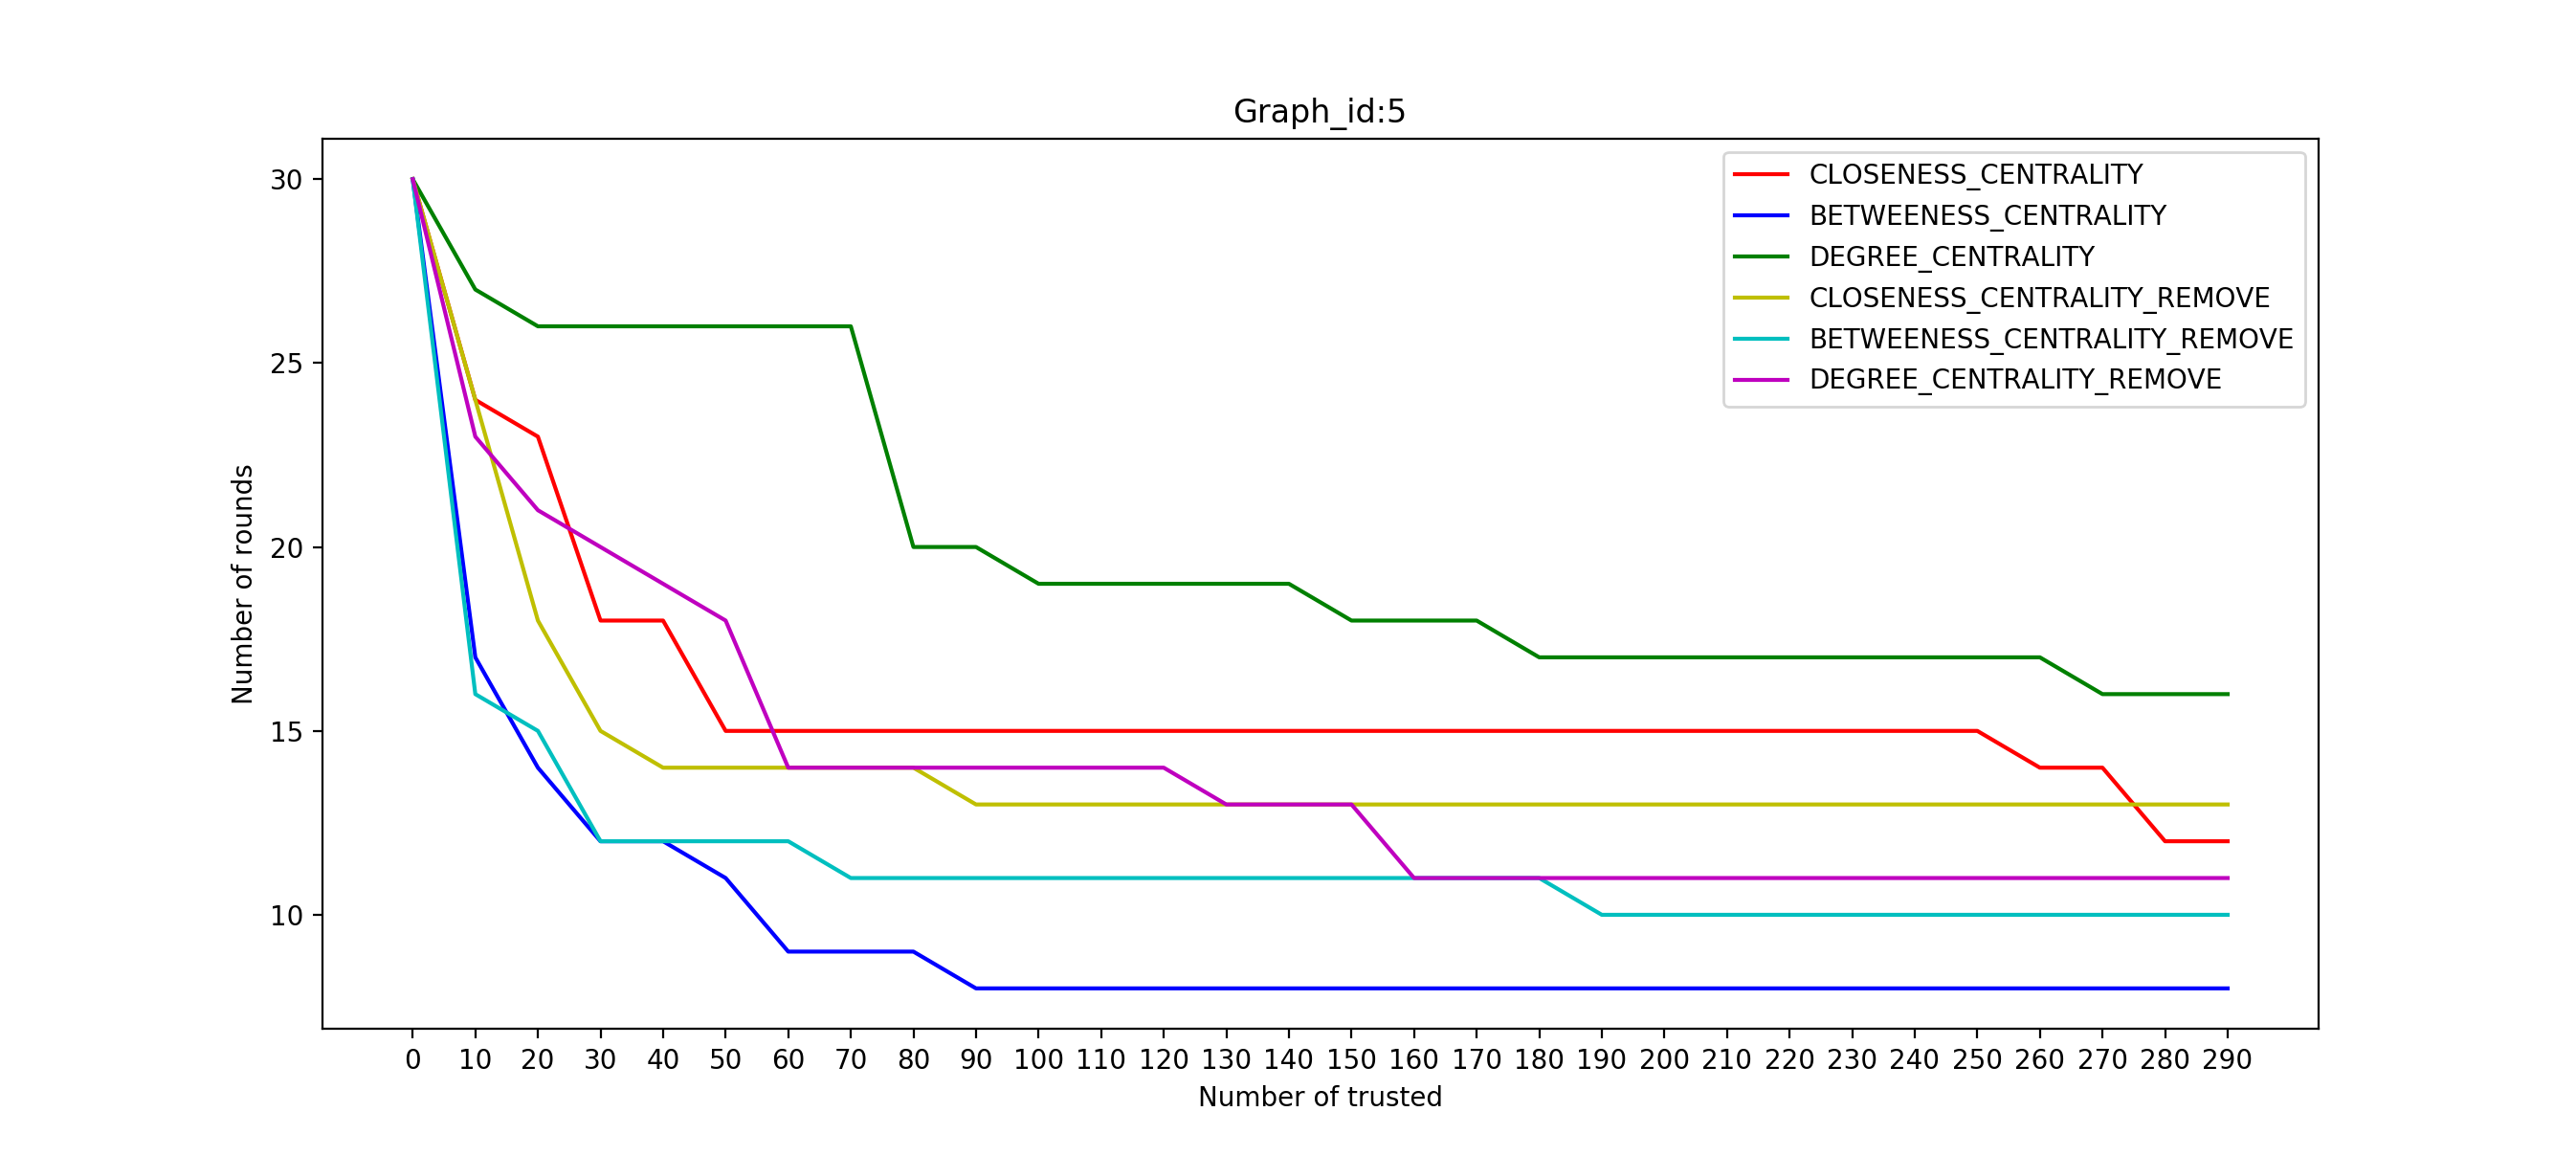 Graph_id:5
CLOSENESS_CENTRALITY
BETWEENESS_CENTRALITY
DEGREE_CENTRALITY
CLOSENESS_CENTRALITY_REMOVE
BETWEENESS_CENTRALITY_REMOVE
DEGREE_CENTRALITY_REMOVE
Number of rounds
30
25
20
15
10
0 10 20 30 40 50 60 70 80 90 100 110 120 130 140 150 160 170 180 190 200 210 220 230 240 250 260 270 280 290
Number of trusted